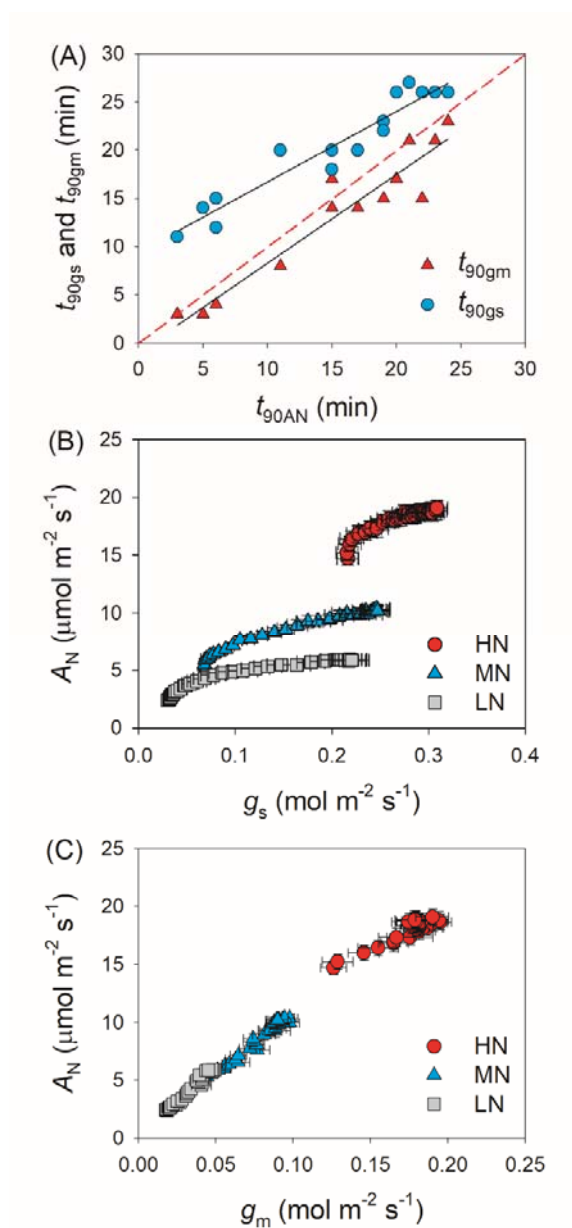 (A)
30
25
20
15
10
5
0
t90gs and t90gm (min)
t90gm
t90gs
0 5 10 15 20 25 30
t90AN (min)
(B)
25
20
15
10
5
0
AN (μmol m-2 s-1)
HN
MN
LN
0.0 0.1 0.2 0.3 0.4
gs (mol m-2 s-1)
(C)
25
20
15
10
5
0
AN (μmol m-2 s-1)
HN
MN
LN
0.00 0.05 0.10 0.15 0.20 0.25
gm (mol m-2 s-1)